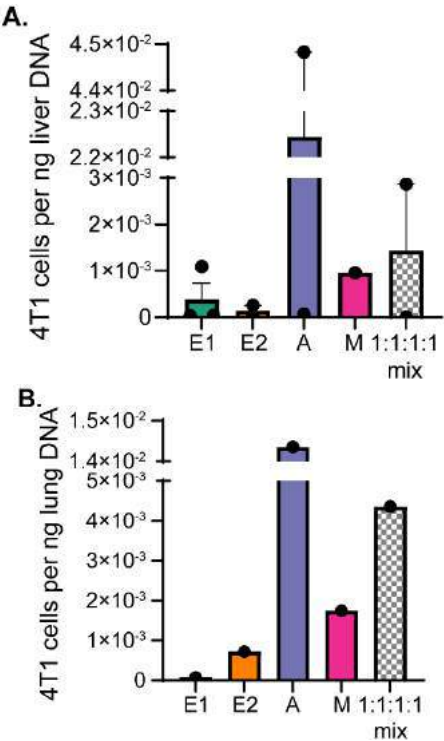 A.
4T1 cells per ng liver DNA
4.5×10⁻²
4.4×10⁻²
2.3×10⁻²
2.2×10⁻²
3×10⁻³
2×10⁻³
1×10⁻³
0
E1 E2 A M 1:1:1:1
mix
B.
4T1 cells per ng lung DNA
1.5×10⁻²
1.4×10⁻²
5×10⁻³
4×10⁻³
3×10⁻³
2×10⁻³
1×10⁻³
0
E1 E2 A M 1:1:1:1
mix